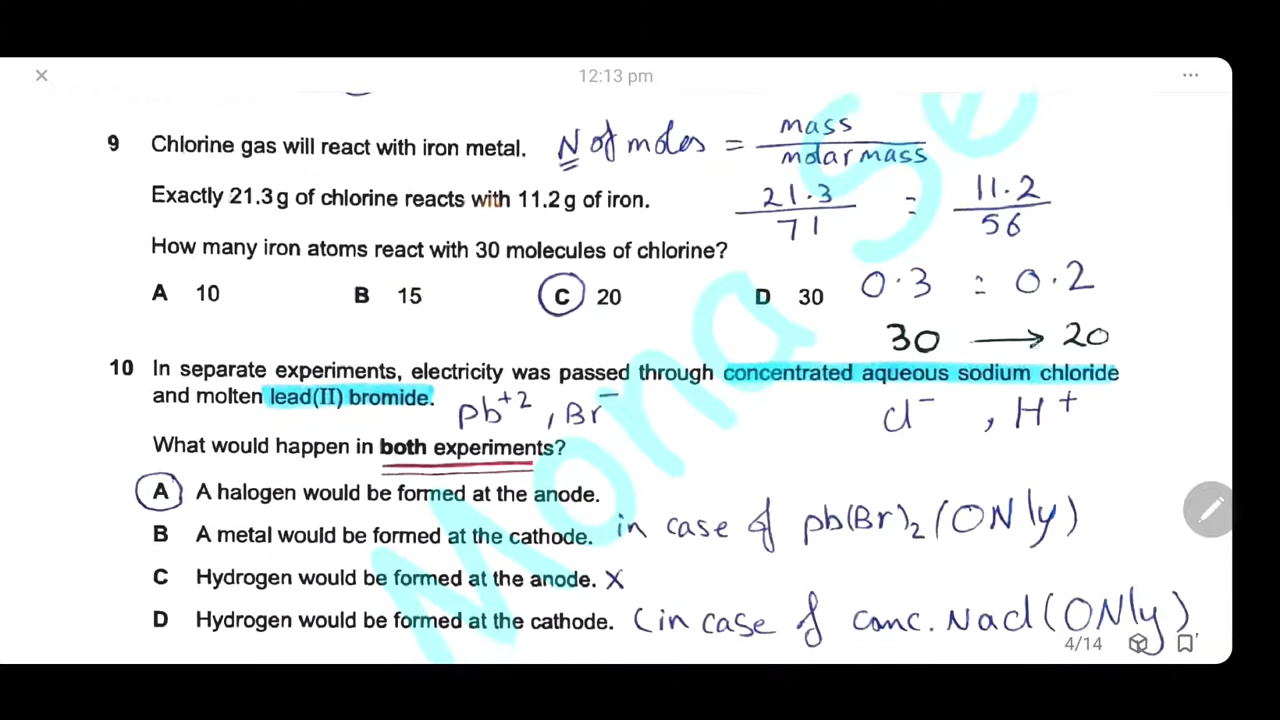 12:13 pm
9 Chlorine gas will react with iron metal. N of moles = mass / molar mass
Exactly 21.3 g of chlorine reacts with 11.2 g of iron. 21.3 / 71 : 11.2 / 56
How many iron atoms react with 30 molecules of chlorine?
A 10 B 15 C 20 D 30 0.3 : 0.2
30 → 20
10 In separate experiments, electricity was passed through concentrated aqueous sodium chloride
and molten lead(II) bromide. Pb+2 , Br− Cl− , H+
What would happen in both experiments?
A A halogen would be formed at the anode.
B A metal would be formed at the cathode. in case of pb(Br)2 (ONly)
C Hydrogen would be formed at the anode. X
D Hydrogen would be formed at the cathode. (in case of conc. Nacl (ONly)
4/14
Mona Se